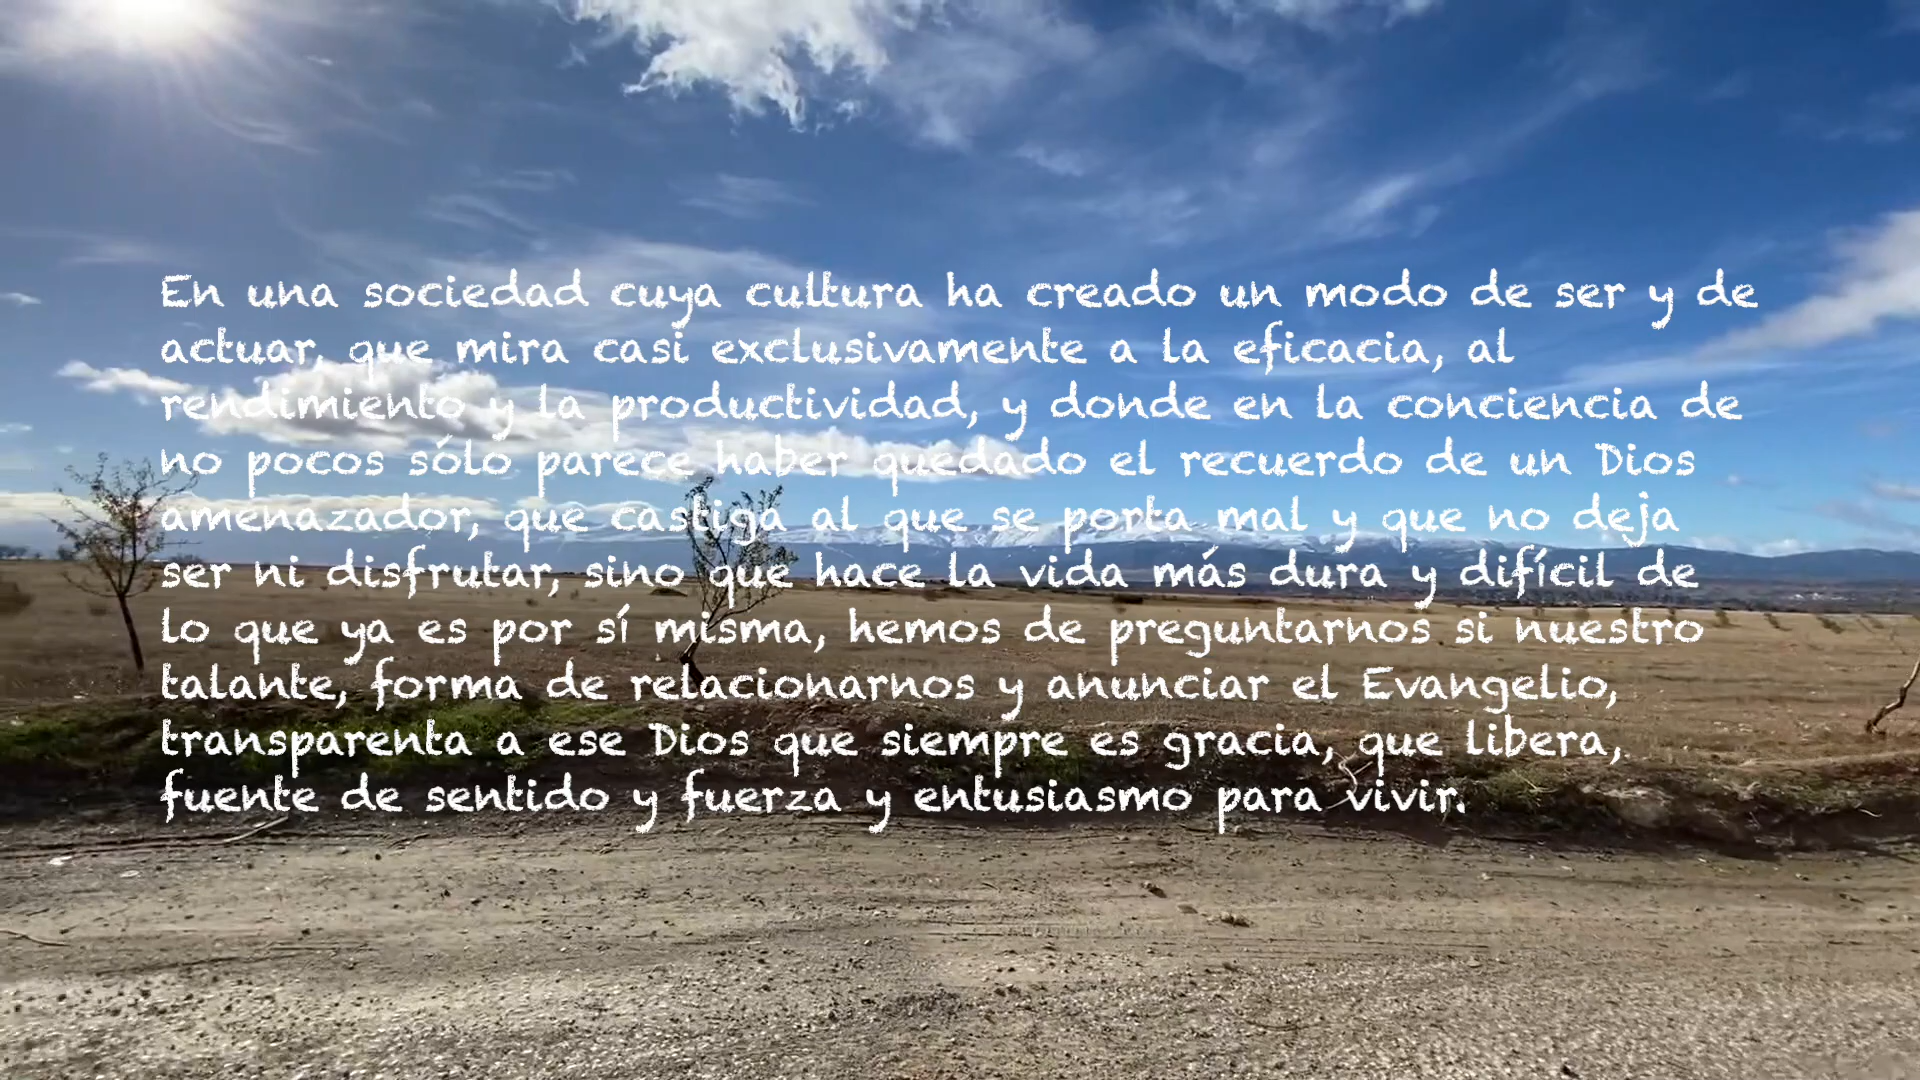 En una sociedad cuya cultura ha creado un modo de ser y de
actuar, que mira casi exclusivamente a la eficacia, al
rendimiento y la productividad, y donde en la conciencia de
no pocos sólo parece haber quedado el recuerdo de un Dios
amenazador, que castiga al que se porta mal y que no deja
ser ni disfrutar, sino que hace la vida más dura y difícil de
lo que ya es por sí misma, hemos de preguntarnos si nuestro
talante, forma de relacionarnos y anunciar el Evangelio,
transparenta a ese Dios que siempre es gracia, que libera,
fuente de sentido y fuerza y entusiasmo para vivir.